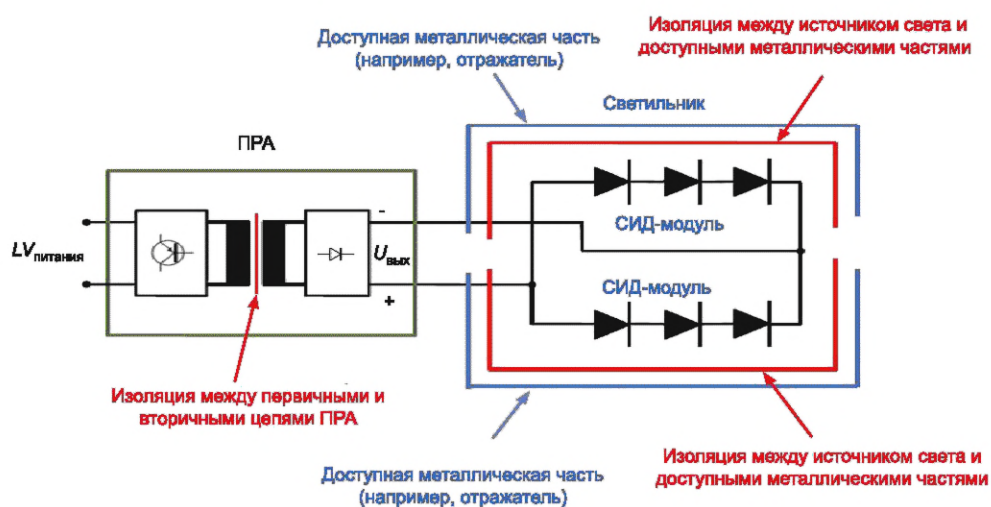 Доступная металлическая часть
(например, отражатель)
Изоляция между источником света и
доступными металлическими частями
Светильник
ПРА
СИД-модуль
LVпитания
Uвых
-
+
СИД-модуль
Изоляция между первичными и
вторичными цепями ПРА
Доступная металлическая часть
(например, отражатель)
Изоляция между источником света и
доступными металлическими частями